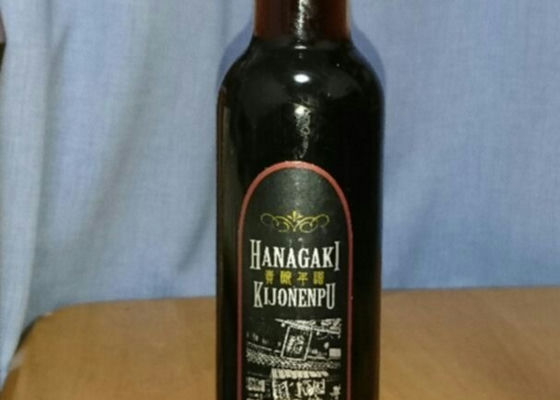 HANAGAKI
貴醸年譜
KIJONENPU